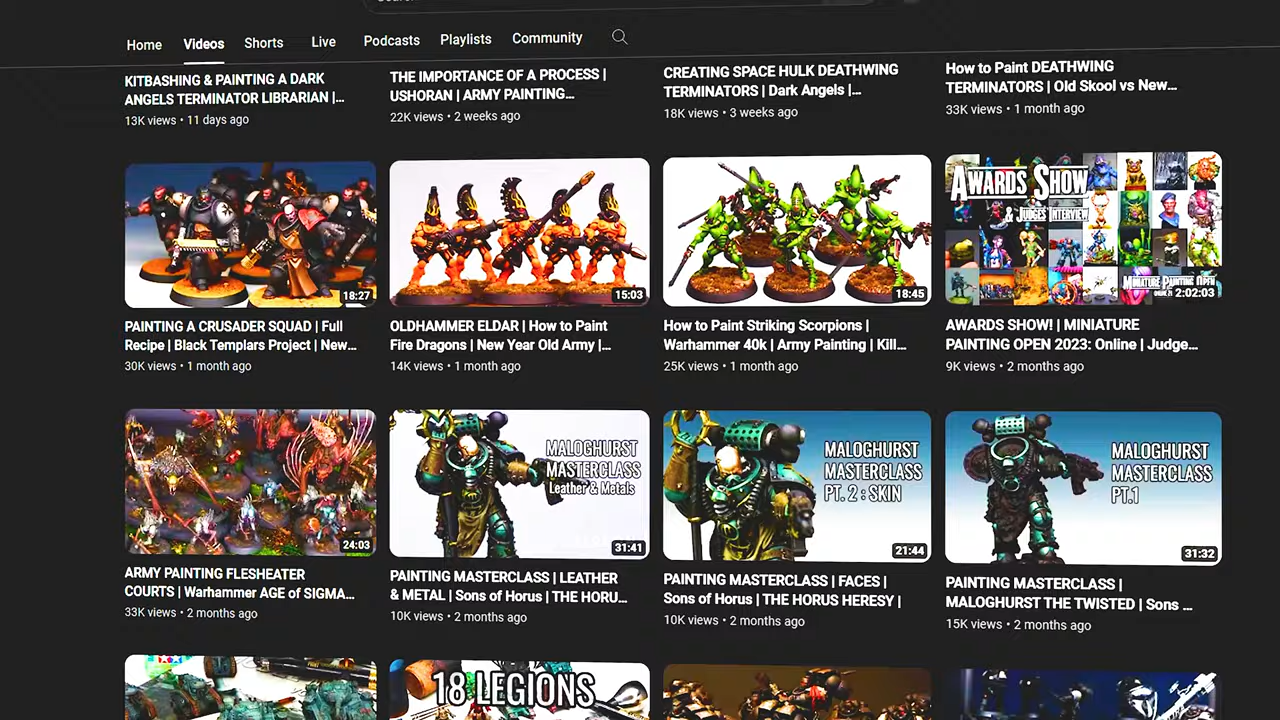 Home Videos Shorts Live Podcasts Playlists Community
KITBASHING & PAINTING A DARK
ANGELS TERMINATOR LIBRARIAN |...
13K views • 11 days ago
THE IMPORTANCE OF A PROCESS |
USHORAN | ARMY PAINTING...
22K views • 2 weeks ago
CREATING SPACE HULK DEATHWING
TERMINATORS | Dark Angels |...
18K views • 3 weeks ago
How to Paint DEATHWING
TERMINATORS | Old Skool vs New...
33K views • 1 month ago
18:27
PAINTING A CRUSADER SQUAD | Full
Recipe | Black Templars Project | New...
30K views • 1 month ago
15:03
OLDHAMMER ELDAR | How to Paint
Fire Dragons | New Year Old Army |...
14K views • 1 month ago
18:45
How to Paint Striking Scorpions |
Warhammer 40k | Army Painting | Kill...
25K views • 1 month ago
AWARDS SHOW
& JUDGES INTERVIEW
MINIATURE PAINTING OPEN
2:02:03
AWARDS SHOW! | MINIATURE
PAINTING OPEN 2023: Online | Judge...
9K views • 2 months ago
24:03
ARMY PAINTING FLESHEATER
COURTS | Warhammer AGE of SIGMA...
33K views • 2 months ago
MALOGHURST
MASTERCLASS
Leather & Metals
31:41
PAINTING MASTERCLASS | LEATHER
& METAL | Sons of Horus | THE HORU...
10K views • 2 months ago
MALOGHURST
MASTERCLASS
PT. 2 : SKIN
21:44
PAINTING MASTERCLASS | FACES |
Sons of Horus | THE HORUS HERESY |
10K views • 2 months ago
MALOGHURST
MASTERCLASS
PT.1
31:32
PAINTING MASTERCLASS |
MALOGHURST THE TWISTED | Sons ...
15K views • 2 months ago
18 LEGIONS